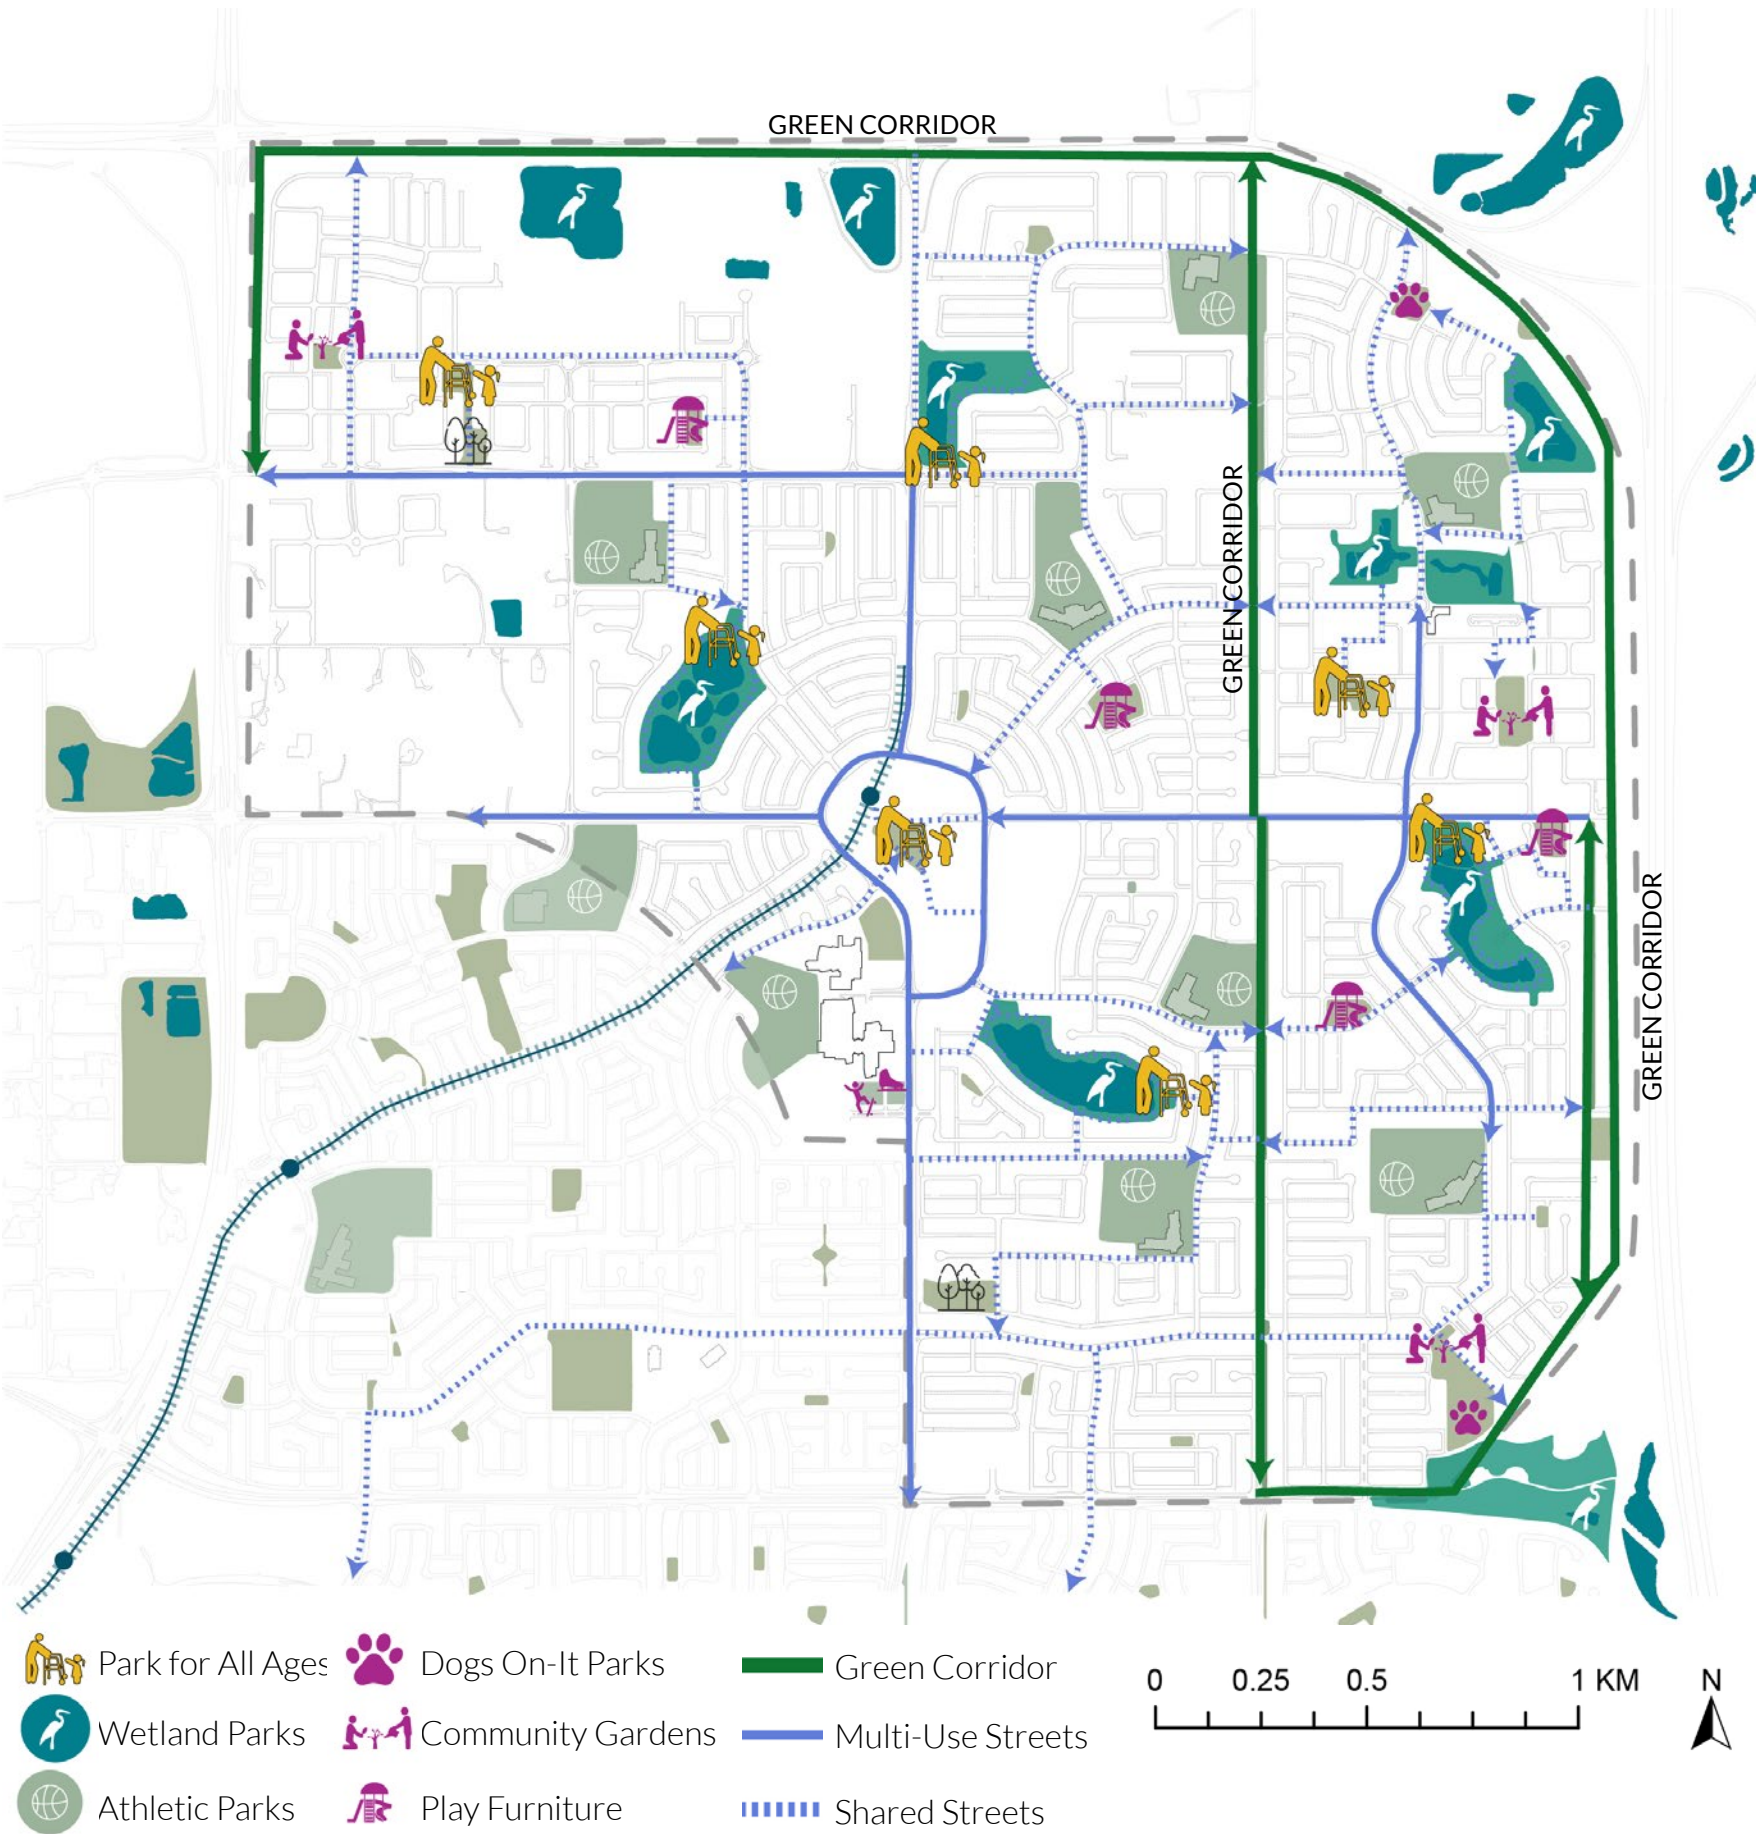 GREEN CORRIDOR
GREEN CORRIDOR
GREEN CORRIDOR
Park for All Ages
Dogs On-It Parks
Green Corridor
0 0.25 0.5 1 KM
N
Wetland Parks
Community Gardens
Multi-Use Streets
Athletic Parks
Play Furniture
Shared Streets